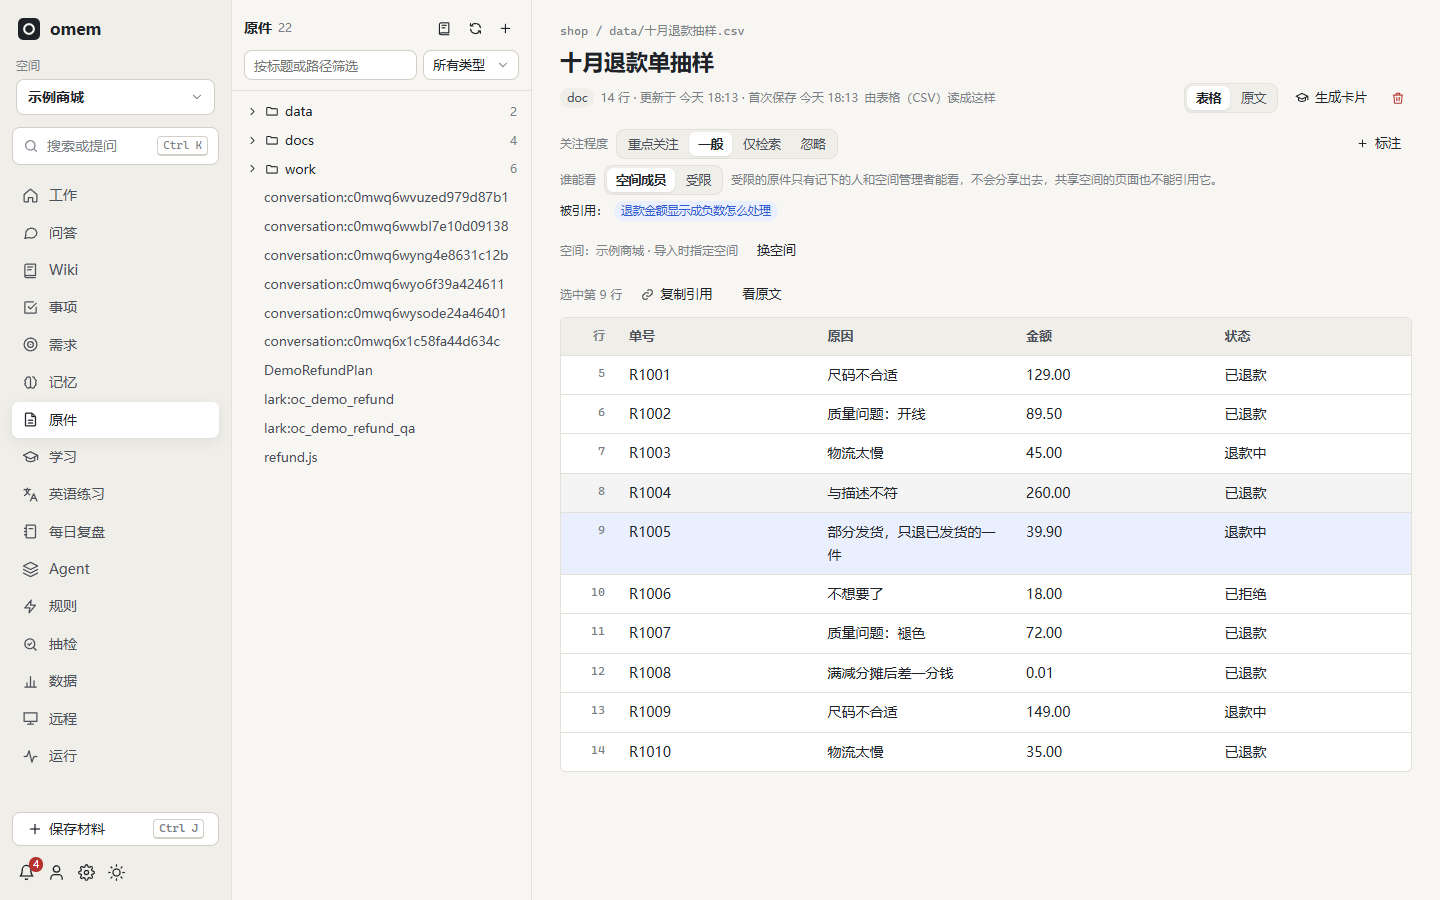 omem
空间
示例商城
搜索或提问 Ctrl K
工作
问答
Wiki
事项
需求
记忆
原件
学习
英语练习
每日复盘
Agent
规则
抽检
数据
远程
运行
保存材料 Ctrl J
4
原件 22
按标题或路径筛选 所有类型
data 2
docs 4
work 6
conversation:c0mwq6wvuzed979d87b1
conversation:c0mwq6wwbl7e10d09138
conversation:c0mwq6wyng4e8631c12b
conversation:c0mwq6wyo6f39a424611
conversation:c0mwq6wysode24a46401
conversation:c0mwq6x1c58fa44d634c
DemoRefundPlan
lark:oc_demo_refund
lark:oc_demo_refund_qa
refund.js
shop / data/十月退款抽样.csv
十月退款单抽样
doc 14 行 · 更新于 今天 18:13 · 首次保存 今天 18:13 由表格（CSV）读成这样 表格 原文 生成卡片
关注程度 重点关注 一般 仅检索 忽略 + 标注
谁能看 空间成员 受限 受限的原件只有记下的人和空间管理者能看，不会分享出去，共享空间的页面也不能引用它。
被引用： 退款金额显示成负数怎么处理
空间：示例商城 · 导入时指定空间 换空间
选中第 9 行 复制引用 看原文
行 单号 原因 金额 状态
5 R1001 尺码不合适 129.00 已退款
6 R1002 质量问题：开线 89.50 已退款
7 R1003 物流太慢 45.00 退款中
8 R1004 与描述不符 260.00 已退款
9 R1005 部分发货，只退已发货的一件 39.90 退款中
10 R1006 不想要了 18.00 已拒绝
11 R1007 质量问题：褪色 72.00 已退款
12 R1008 满减分摊后差一分钱 0.01 已退款
13 R1009 尺码不合适 149.00 退款中
14 R1010 物流太慢 35.00 已退款